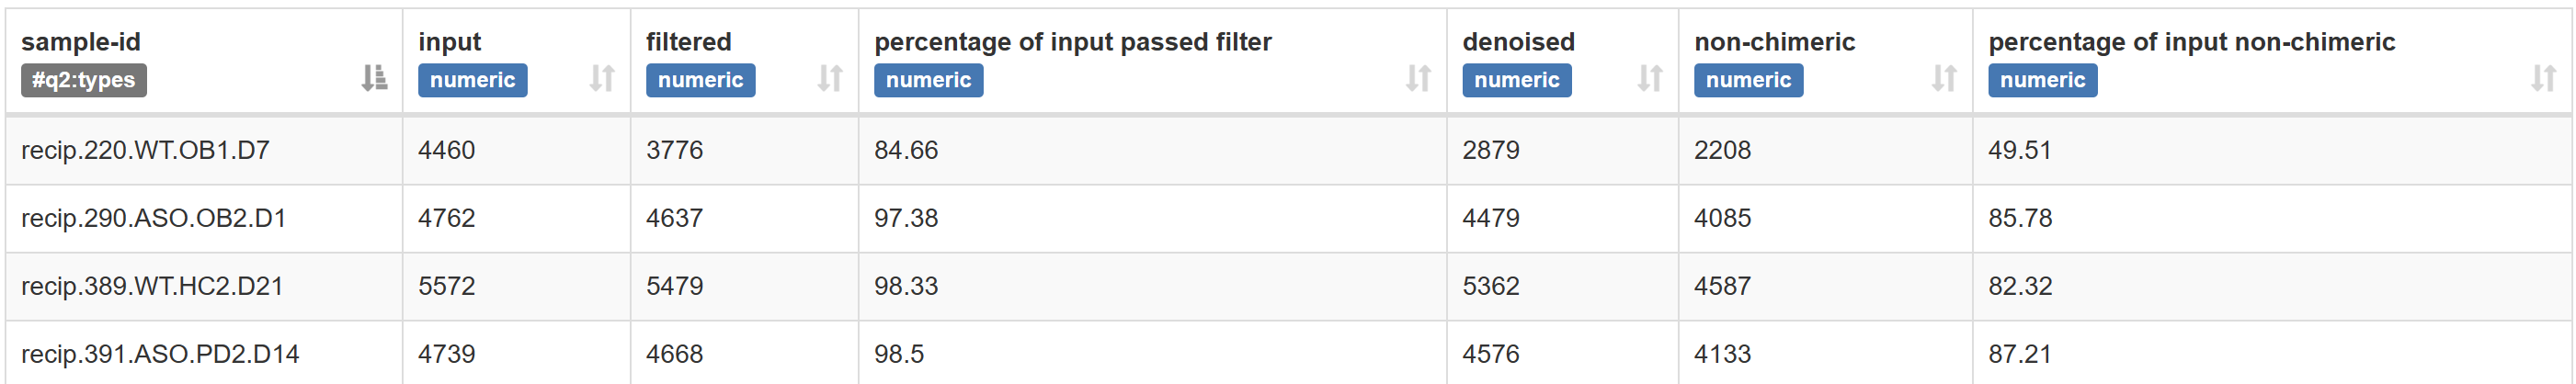 sample-id input filtered percentage of input passed filter denoised non-chimeric percentage of input non-chimeric
#q2:types numeric numeric numeric numeric numeric numeric
recip.220.WT.OB1.D7 4460 3776 84.66 2879 2208 49.51
recip.290.ASO.OB2.D1 4762 4637 97.38 4479 4085 85.78
recip.389.WT.HC2.D21 5572 5479 98.33 5362 4587 82.32
recip.391.ASO.PD2.D14 4739 4668 98.5 4576 4133 87.21